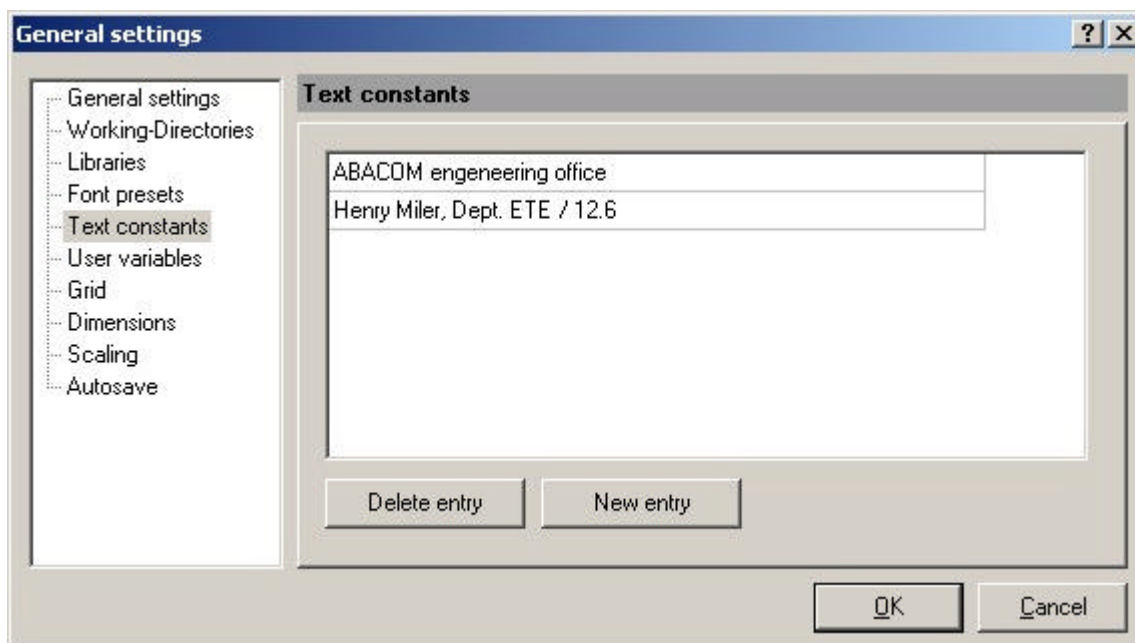 General settings
General settings
Working-Directories
Libraries
Font presets
Text constants
User variables
Grid
Dimensions
Scaling
Autosave
Text constants
ABACOM engeneering office
Henry Miler, Dept. ETE / 12.6
Delete entry New entry
OK Cancel